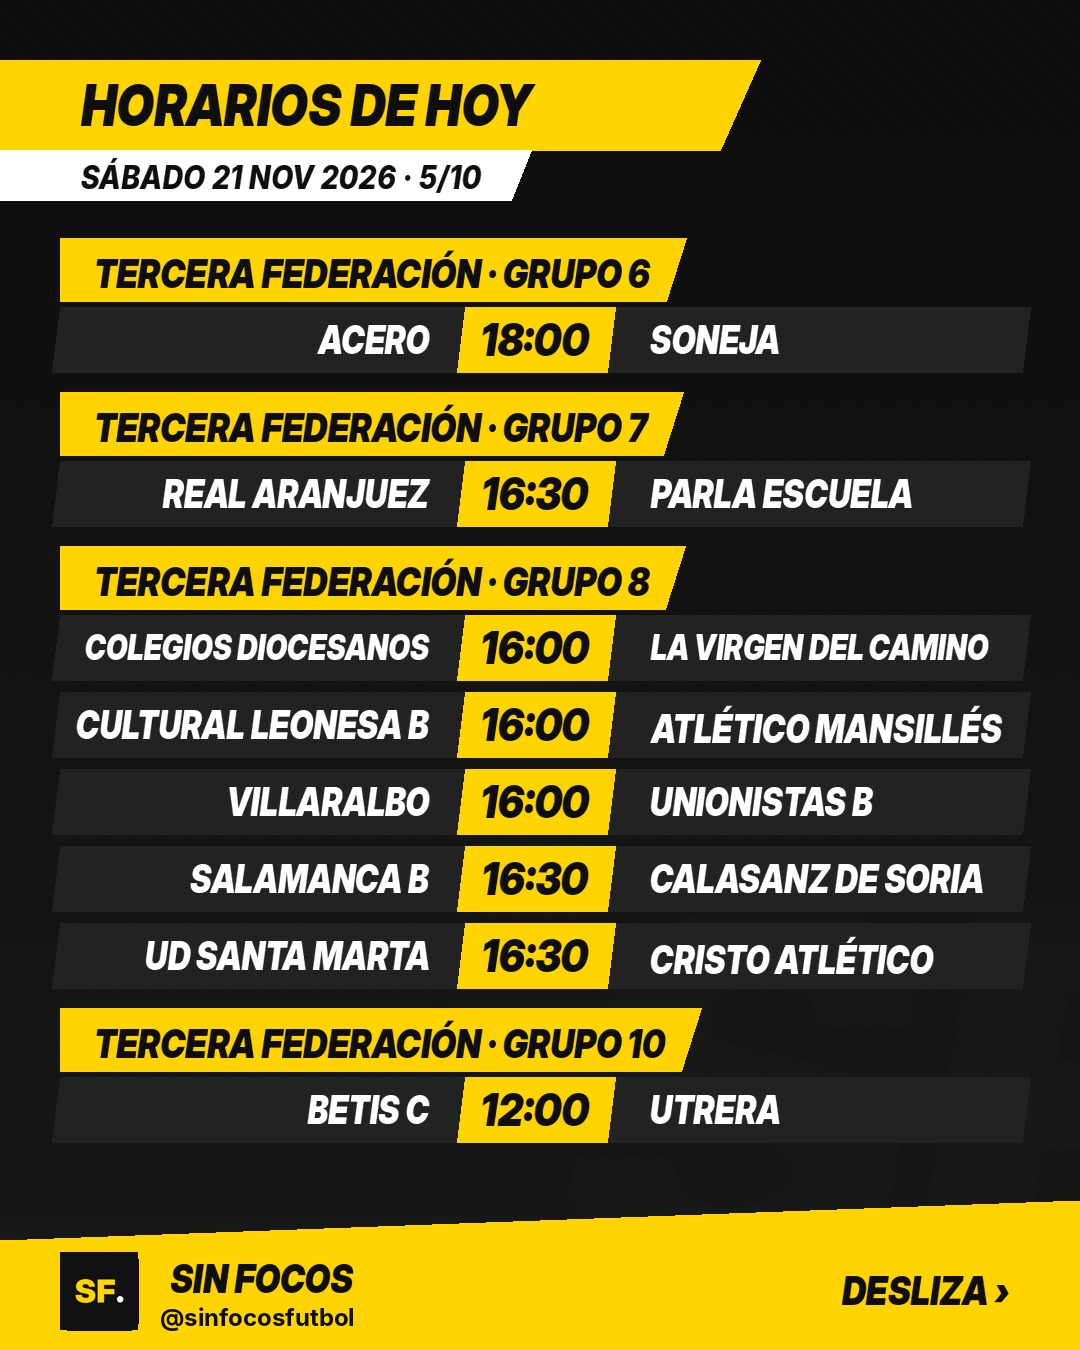 HORARIOS DE HOY
SÁBADO 21 NOV 2026 · 5/10
TERCERA FEDERACIÓN · GRUPO 6
ACERO 18:00 SONEJA
TERCERA FEDERACIÓN · GRUPO 7
REAL ARANJUEZ 16:30 PARLA ESCUELA
TERCERA FEDERACIÓN · GRUPO 8
COLEGIOS DIOCESANOS 16:00 LA VIRGEN DEL CAMINO
CULTURAL LEONESA B 16:00 ATLÉTICO MANSILLÉS
VILLARALBO 16:00 UNIONISTAS B
SALAMANCA B 16:30 CALASANZ DE SORIA
UD SANTA MARTA 16:30 CRISTO ATLÉTICO
TERCERA FEDERACIÓN · GRUPO 10
BETIS C 12:00 UTRERA
SF.
SIN FOCOS
@sinfocosfutbol
DESLIZA ›